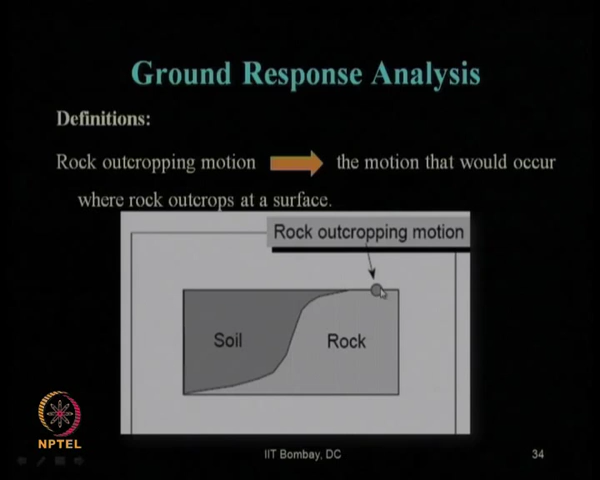 Ground Response Analysis
Definitions:
Rock outcropping motion the motion that would occur
where rock outcrops at a surface.
Rock outcropping motion
Soil Rock
NPTEL
IIT Bombay, DC 34